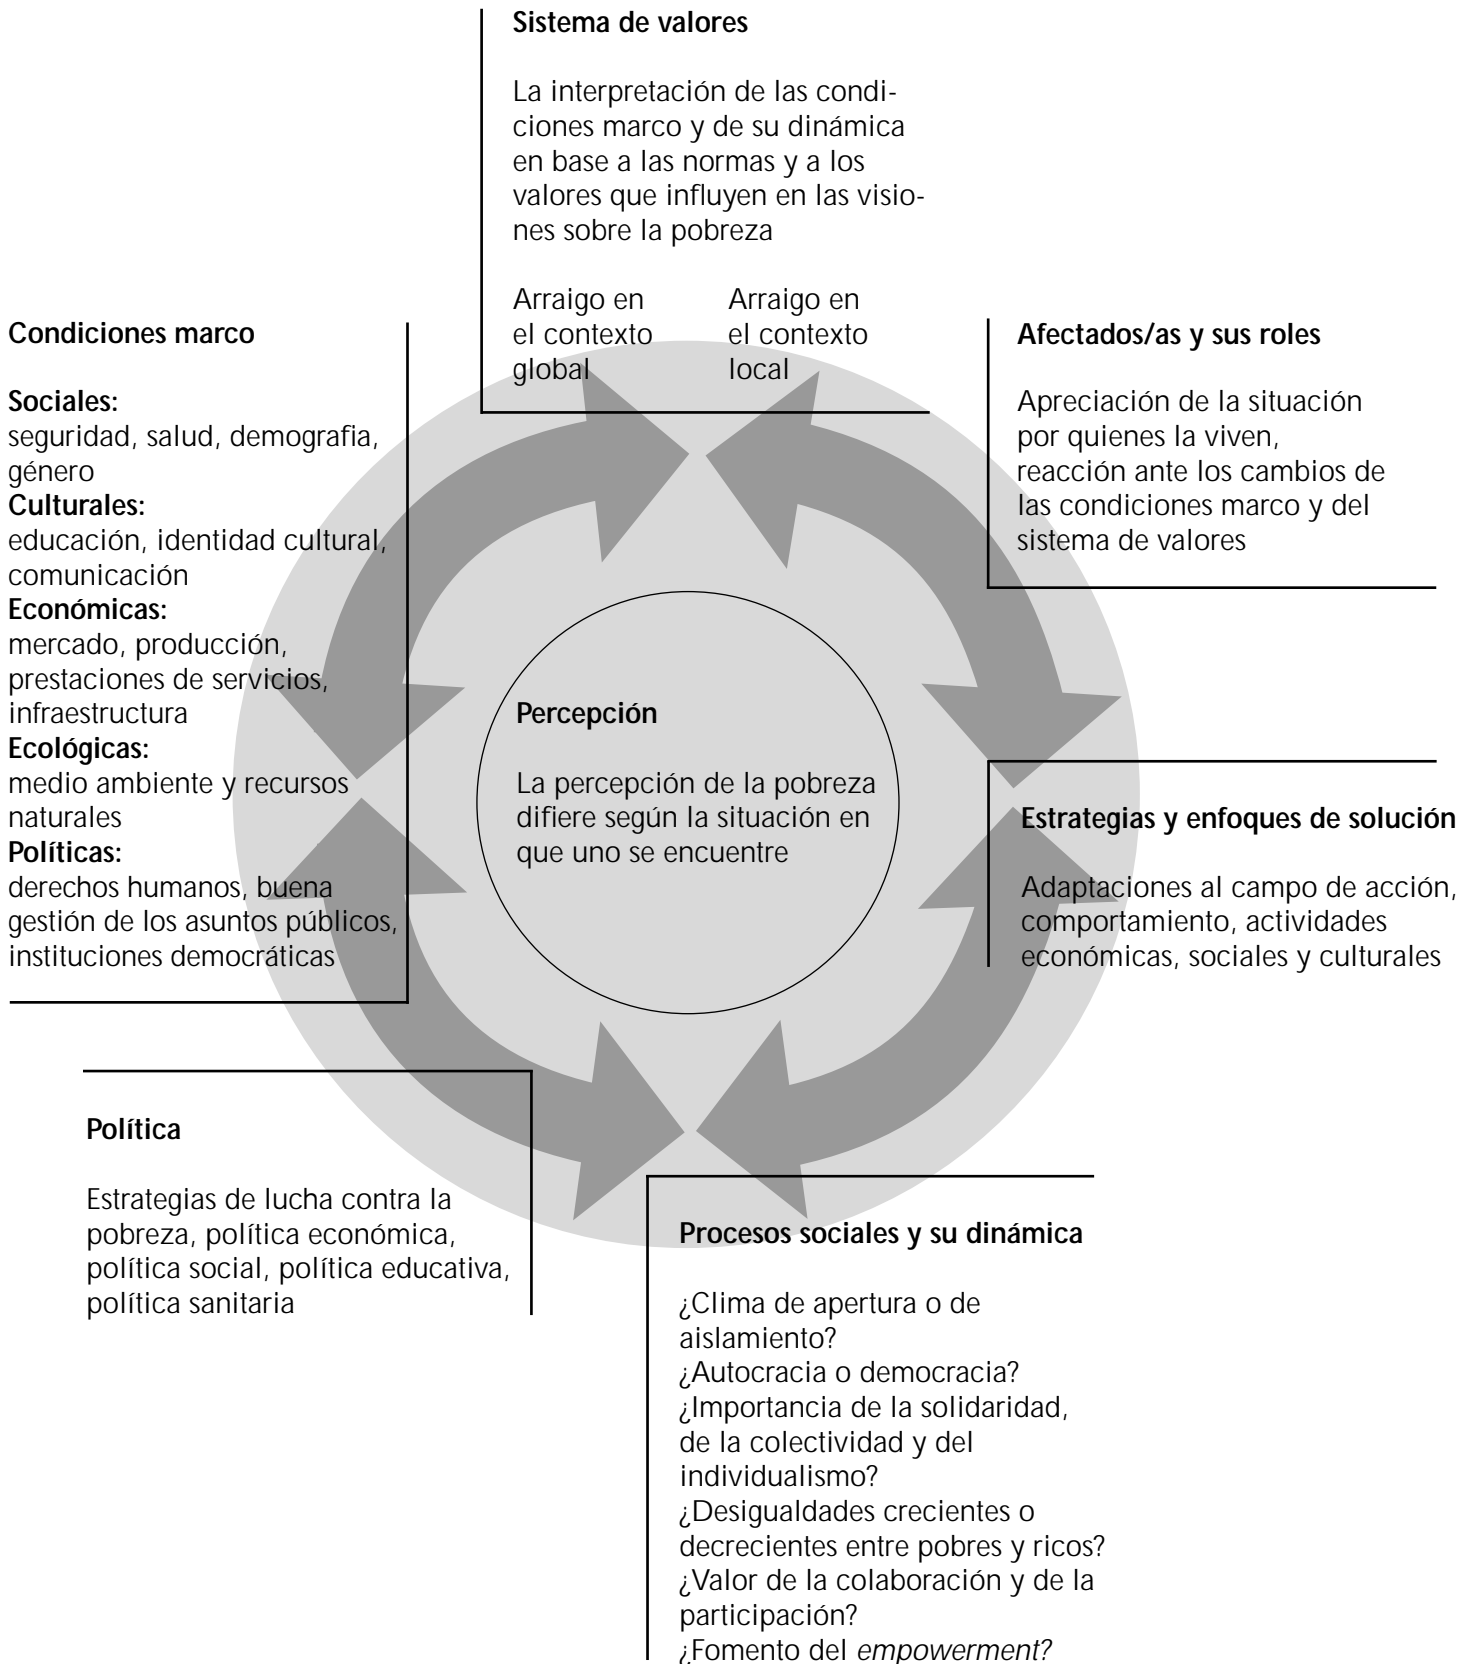 Sistema de valores
La interpretación de las condi-
ciones marco y de su dinámica
en base a las normas y a los
valores que influyen en las visio-
nes sobre la pobreza
Arraigo en
el contexto
global
Arraigo en
el contexto
local
Condiciones marco
Sociales:
seguridad, salud, demografia,
género
Culturales:
educación, identidad cultural,
comunicación
Económicas:
mercado, producción,
prestaciones de servicios,
infraestructura
Ecológicas:
medio ambiente y recursos
naturales
Políticas:
derechos humanos, buena
gestión de los asuntos públicos,
instituciones democráticas
Afectados/as y sus roles
Apreciación de la situación
por quienes la viven,
reacción ante los cambios de
las condiciones marco y del
sistema de valores
Percepción
La percepción de la pobreza
difiere según la situación en
que uno se encuentre
Estrategias y enfoques de solución
Adaptaciones al campo de acción,
comportamiento, actividades
económicas, sociales y culturales
Política
Estrategias de lucha contra la
pobreza, política económica,
política social, política educativa,
política sanitaria
Procesos sociales y su dinámica
¿Clima de apertura o de
aislamiento?
¿Autocracia o democracia?
¿Importancia de la solidaridad,
de la colectividad y del
individualismo?
¿Desigualdades crecientes o
decrecientes entre pobres y ricos?
¿Valor de la colaboración y de la
participación?
¿Fomento del empowerment?